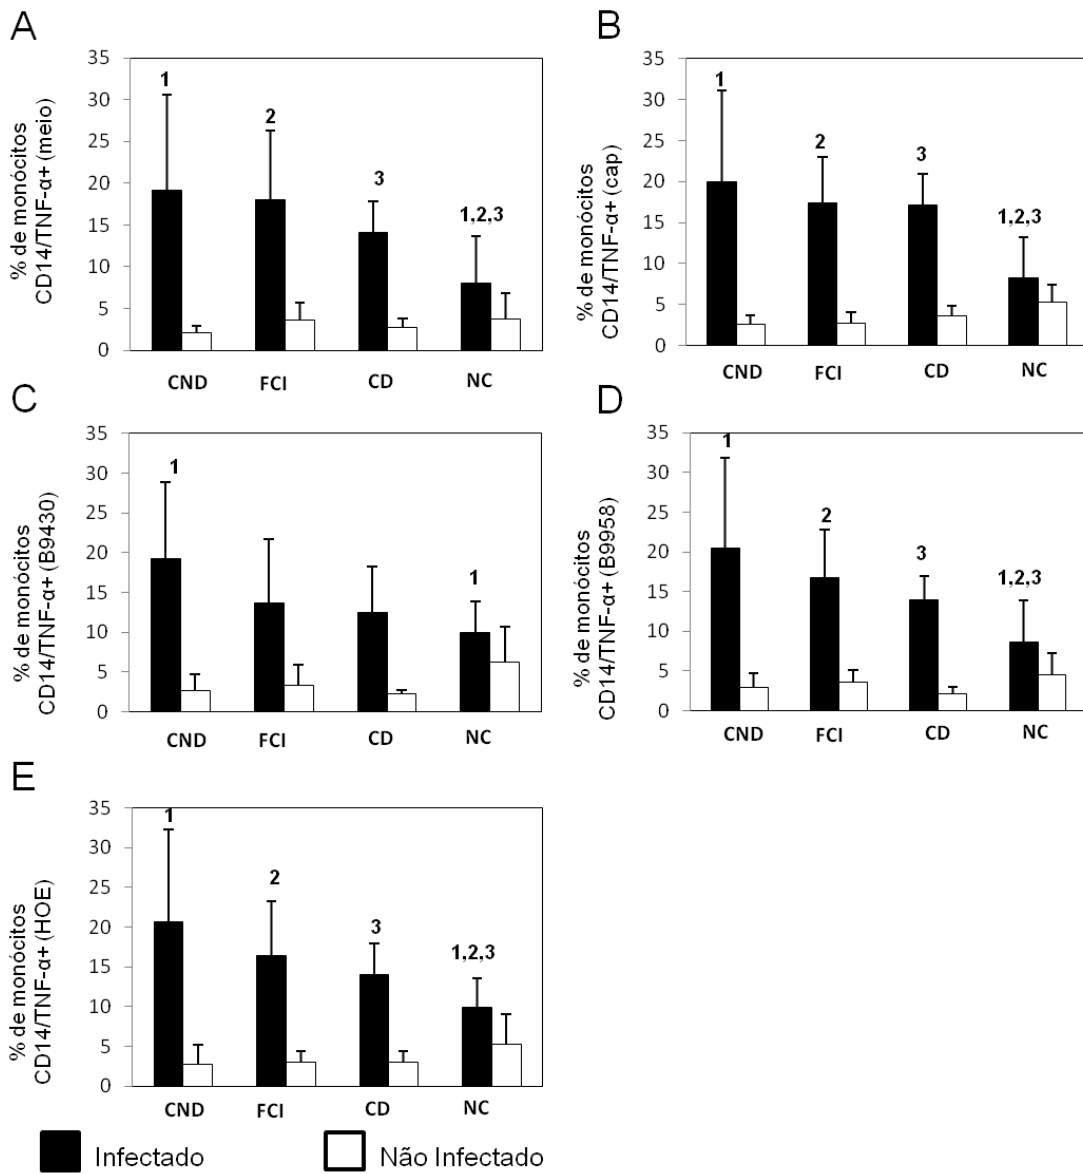 A
% de monócitos
CD14/TNF-α+ (meio)
35
30
25
20
15
10
5
0
1
2
3
1,2,3
CND
FCI
CD
NC
B
% de monócitos
CD14/TNF-α+ (cap)
35
30
25
20
15
10
5
0
1
2
3
1,2,3
CND
FCI
CD
NC
C
% de monócitos
CD14/TNF-α+ (B9430)
35
30
25
20
15
10
5
0
1
1
CND
FCI
CD
NC
D
% de monócitos
CD14/TNF-α+ (B9958)
35
30
25
20
15
10
5
0
1
2
3
1,2,3
CND
FCI
CD
NC
E
% de monócitos
CD14/TNF-α+ (HOE)
35
30
25
20
15
10
5
0
1
2
3
1,2,3
CND
FCI
CD
NC
Infectado
Não Infectado